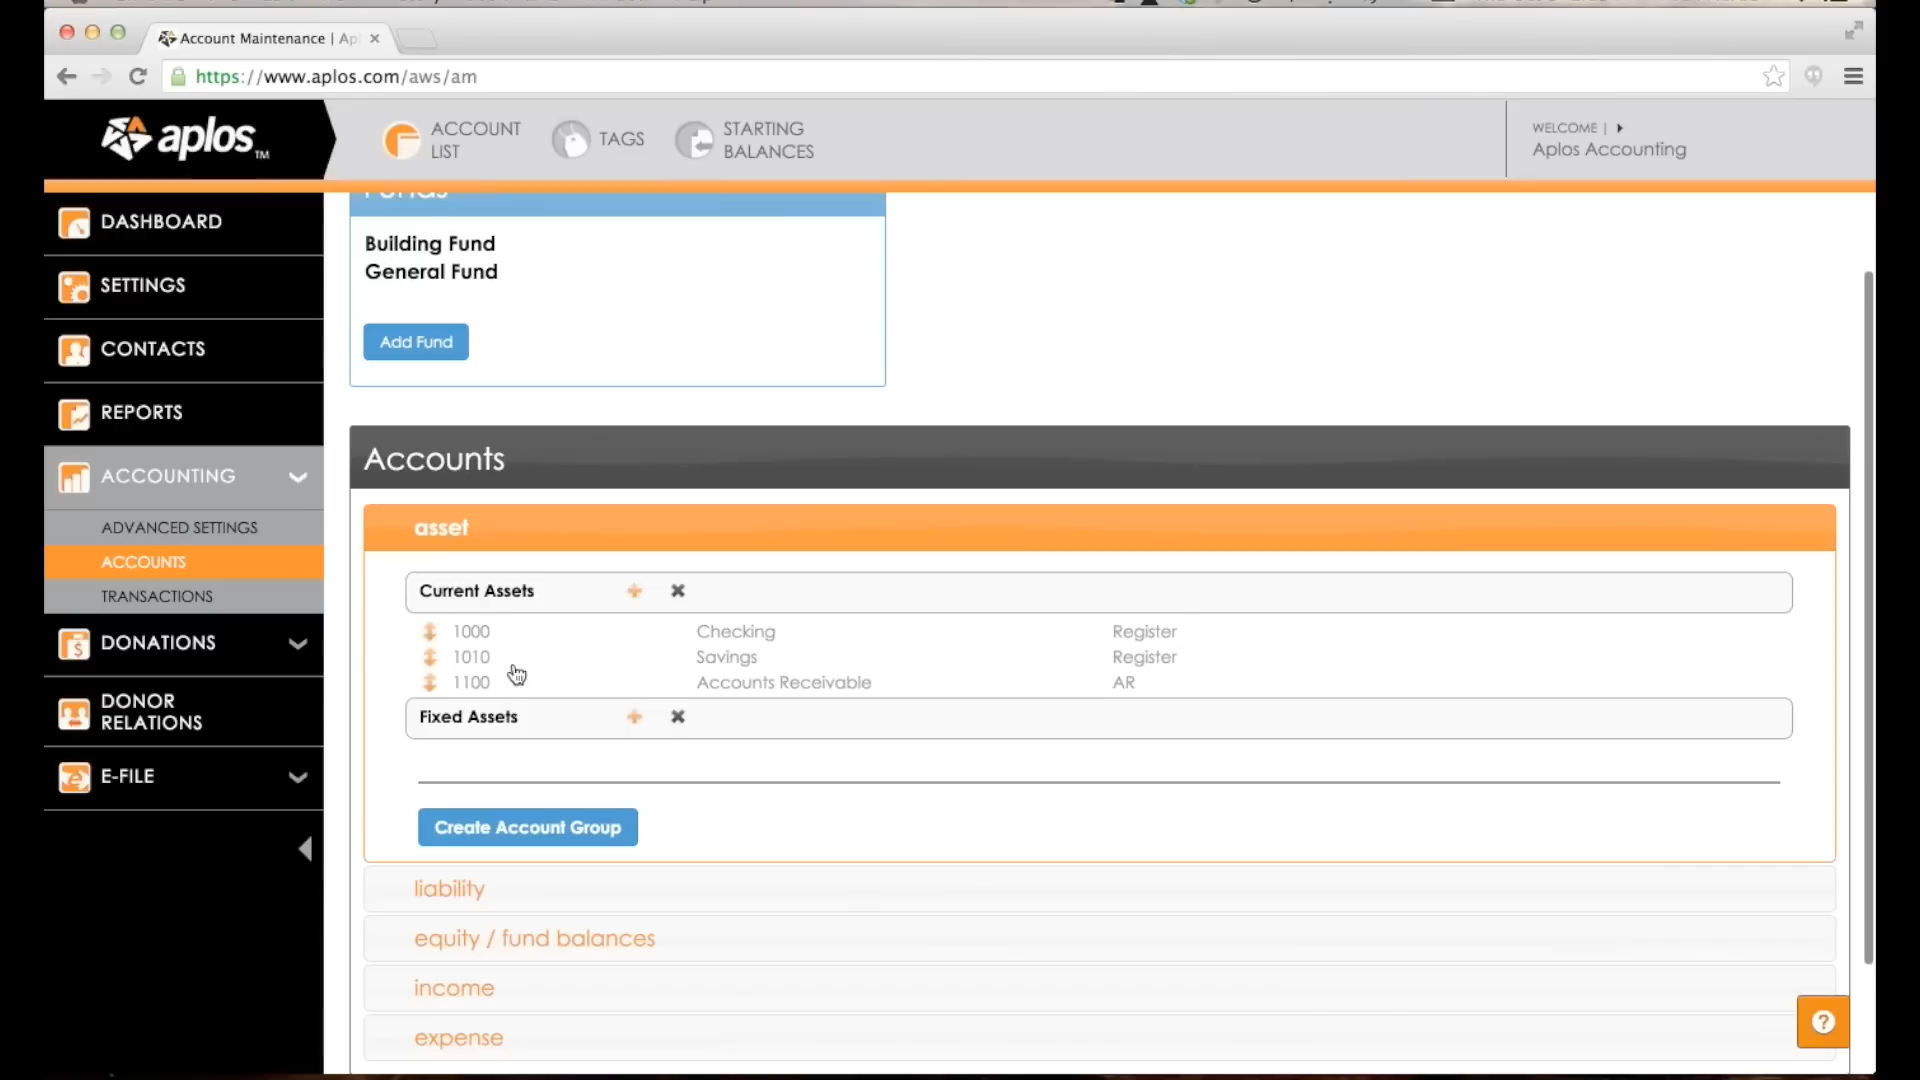 Account Maintenance | Apl
https://www.aplos.com/aws/am
aplos TM
ACCOUNT
LIST
TAGS
STARTING
BALANCES
WELCOME |
Aplos Accounting
DASHBOARD
SETTINGS
CONTACTS
REPORTS
ACCOUNTING
ADVANCED SETTINGS
ACCOUNTS
TRANSACTIONS
DONATIONS
DONOR
RELATIONS
E-FILE
Funds
Building Fund
General Fund
Add Fund
Accounts
asset
Current Assets
1000 Checking Register
1010 Savings Register
1100 Accounts Receivable AR
Fixed Assets
Create Account Group
liability
equity / fund balances
income
expense
?